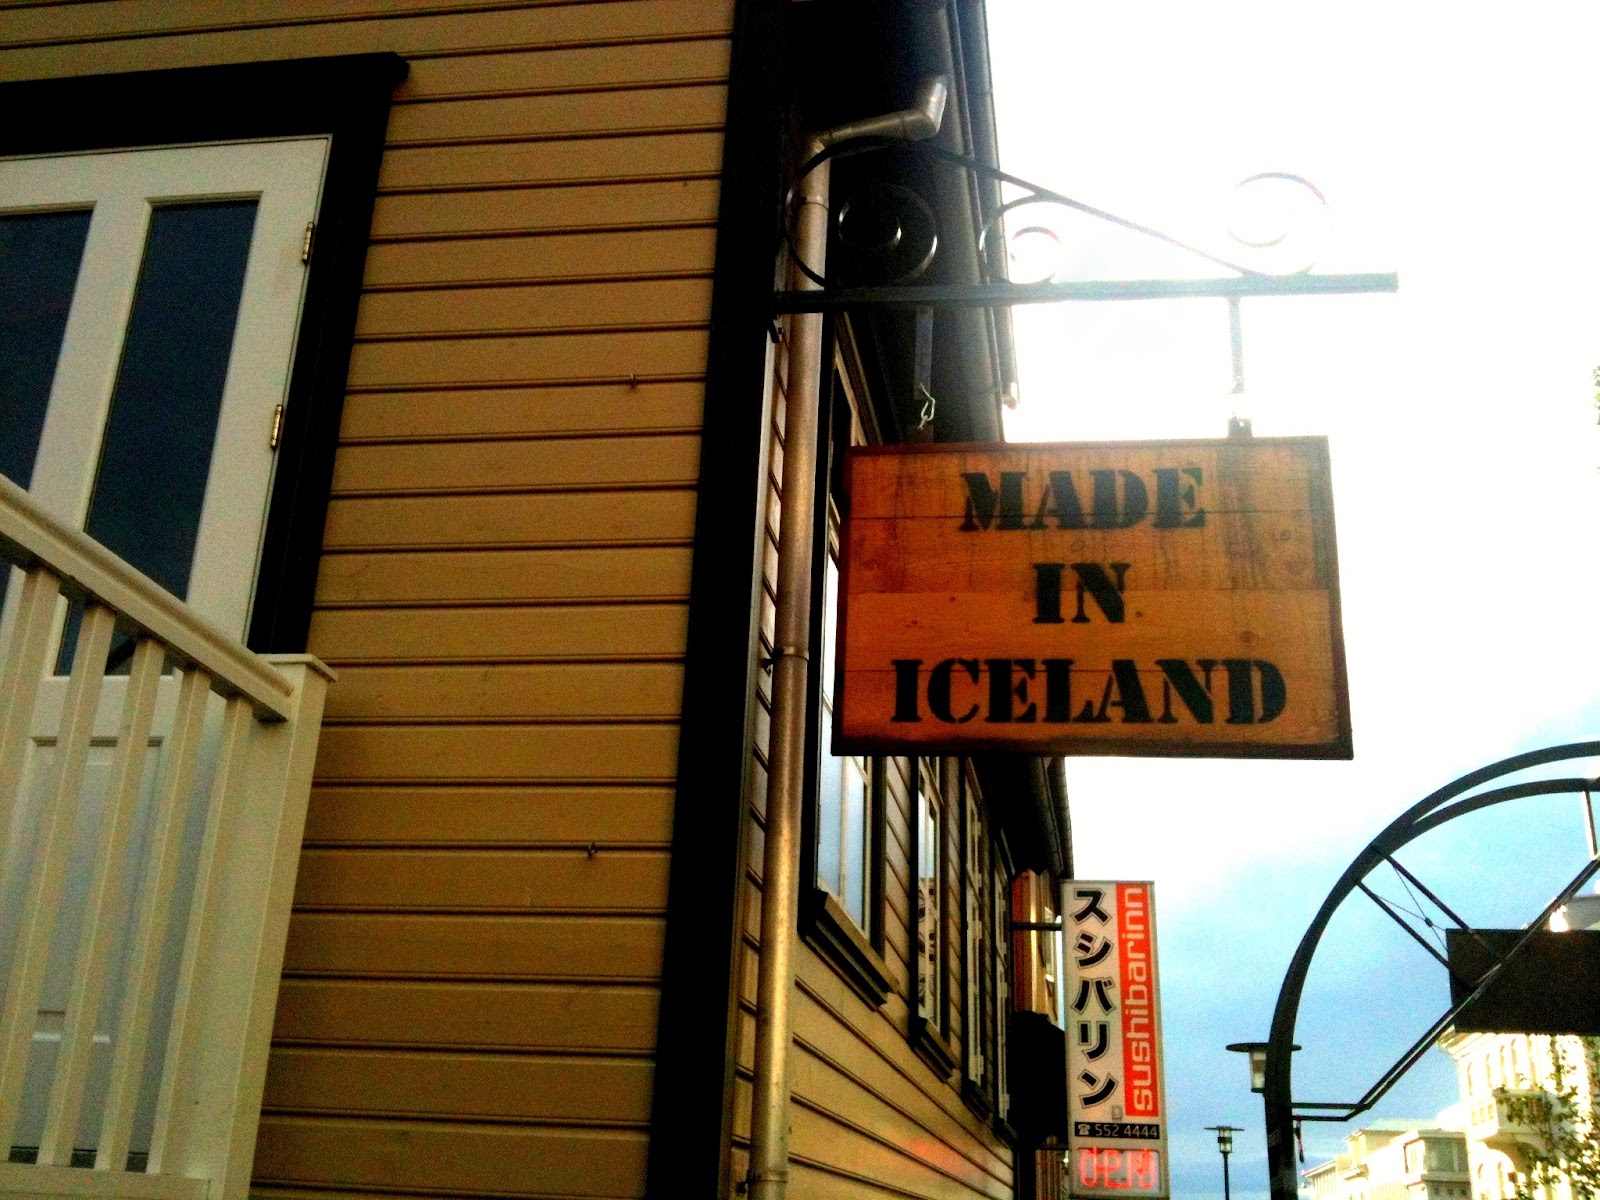 MADE
IN
ICELAND
スシバリン
sushibarinn
☎ 552 4444
OPEN